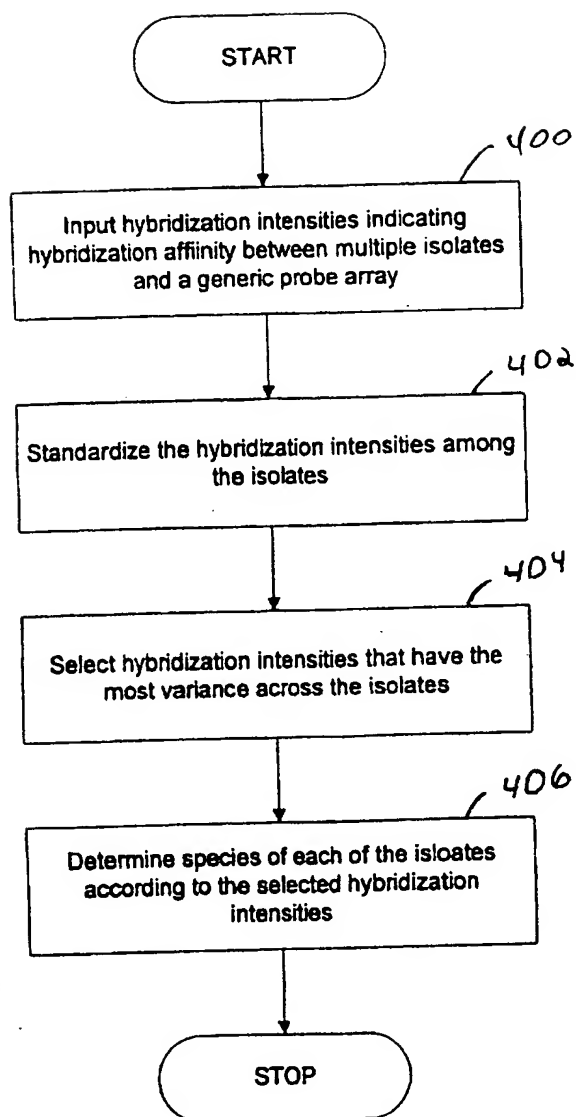 START
400
Input hybridization intensities indicating
hybridization affiinity between multiple isolates
and a generic probe array
402
Standardize the hybridization intensities among
the isolates
404
Select hybridization intensities that have the
most variance across the isolates
406
Determine species of each of the isloates
according to the selected hybridization
intensities
STOP